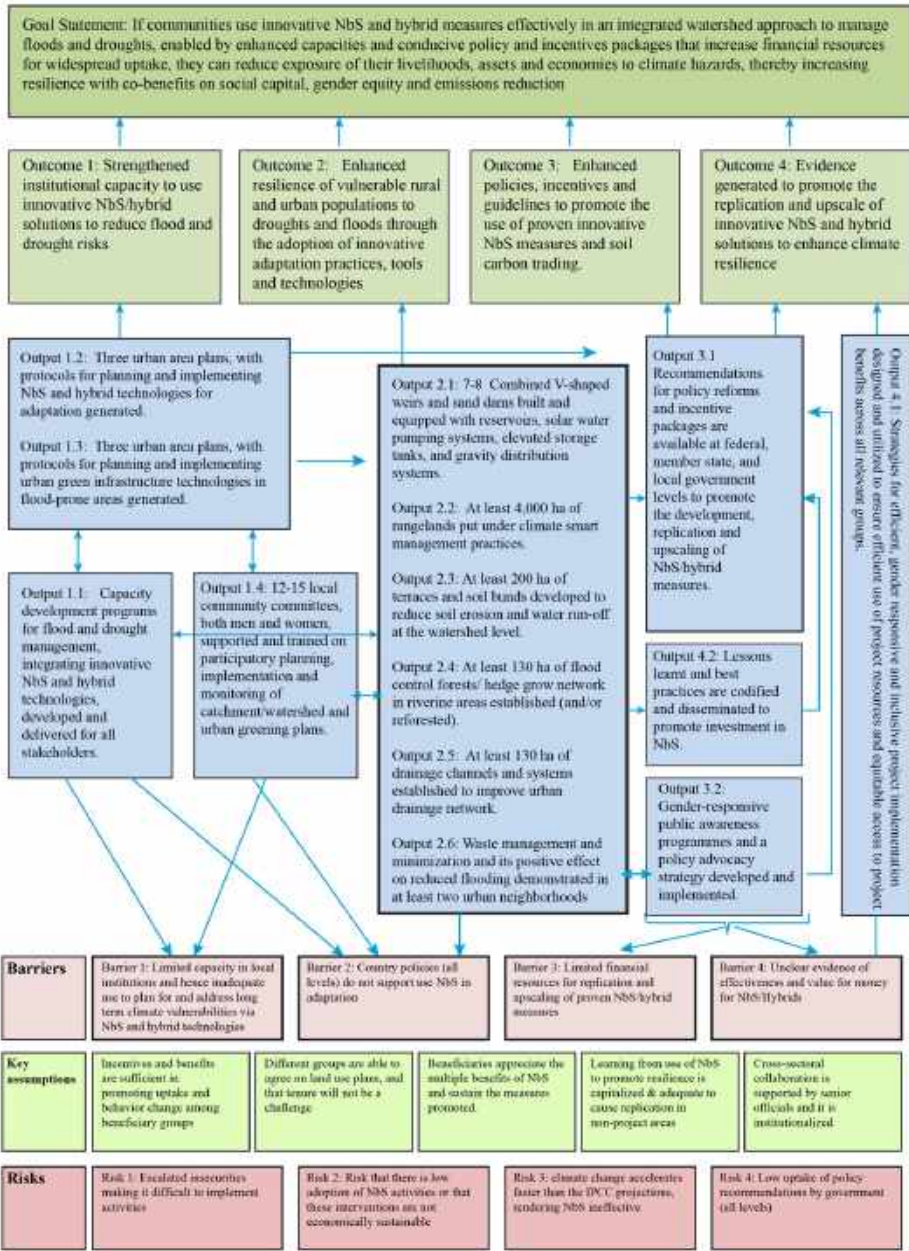 Goal Statement: If communities use innovative NbS and hybrid measures effectively in an integrated watershed approach to manage
floods and droughts, enabled by enhanced capacities and conducive policy and incentives packages that increase financial resources
for widespread uptake, they can reduce exposure of their livelihoods, assets and economies to climate hazards, thereby increasing
resilience with co-benefits on social capital, gender equity and emissions reduction
Outcome 1: Strengthened
institutional capacity to use
innovative NbS/hybrid
solutions to reduce flood and
drought risks
Outcome 2: Enhanced
resilience of vulnerable rural
and urban populations to
droughts and floods through
the adoption of innovative
adaptation practices, tools
and technologies
Outcome 3: Enhanced
policies, incentives and
guidelines to promote the
use of proven innovative
NbS measures and soil
carbon trading.
Outcome 4: Evidence
generated to promote the
replication and upscale of
innovative NbS and hybrid
solutions to enhance climate
resilience
Output 1.2: Three urban area plans, with
protocols for planning and implementing
NbS and hybrid technologies for
adaptation generated.
Output 1.3: Three urban area plans, with
protocols for planning and implementing
urban green infrastructure technologies in
flood-prone areas generated.
Output 1.1: Capacity
development programs
for flood and drought
management,
integrating innovative
NbS and hybrid
technologies,
developed and
delivered for all
stakeholders.
Output 1.4: 12-15 local
community committees,
both men and women,
supported and trained on
participatory planning,
implementation and
monitoring of
catchment/watershed and
urban greening plans.
Output 2.1: 7-8 Combined V-shaped
weirs and sand dams built and
equipped with reservoirs, solar water
pumping systems, elevated storage
tanks, and gravity distribution
systems.
Output 2.2: At least 4,000 ha of
rangelands put under climate smart
management practices.
Output 2.3: At least 200 ha of
terraces and soil bunds developed to
reduce soil erosion and water run-off
at the watershed level.
Output 2.4: At least 130 ha of flood
control forests/ hedge grow network
in riverine areas established (and/or
reforested).
Output 2.5: At least 130 ha of
drainage channels and systems
established to improve urban
drainage network.
Output 2.6: Waste management and
minimization and its positive effect
on reduced flooding demonstrated in
at least two urban neighborhoods
Output 3.1
Recommendations
for policy reforms
and incentive
packages are
available at federal,
member state, and
local government
levels to promote
the development,
replication and
upscaling of
NbS/hybrid
measures.
Output 4.2: Lessons
learnt and best
practices are codified
and disseminated to
promote investment in
NbS.
Output 3.2:
Gender-responsive
public awareness
programmes and a
policy advocacy
strategy developed and
implemented.
Output 4.1: Strategies for efficient, gender responsive and inclusive project implementation
designed and utilized to ensure efficient use of project resources and equitable access to project
benefits across all relevant groups.
Barriers
Barrier 1: Limited capacity in local
institutions and hence inadequate
use to plan for and address long
term climate vulnerabilities via
NbS and hybrid technologies
Barrier 2: Country policies (all
levels) do not support use NbS in
adaptation
Barrier 3: Limited financial
resources for replication and
upscaling of proven NbS/hybrid
measures
Barrier 4: Unclear evidence of
effectiveness and value for money
for NbS/Hybrids
Key
assumptions
Incentives and benefits
are sufficient in
promoting uptake and
behavior change among
beneficiary groups
Different groups are able to
agree on land use plans, and
that tenure will not be a
challenge
Beneficiaries appreciate the
multiple benefits of NbS
and sustain the measures
promoted.
Learning from use of NbS
to promote resilience is
capitalized & adequate to
cause replication in
non-project areas
Cross-sectoral
collaboration is
supported by senior
officials and it is
institutionalized
Risks
Risk 1: Escalated insecurities
making it difficult to implement
activities
Risk 2: Risk that there is low
adoption of NbS activities or that
these interventions are not
economically sustainable
Risk 3: climate change accelerates
faster than the IPCC projections,
rendering NbS ineffective
Risk 4: Low uptake of policy
recommendations by government
(all levels)